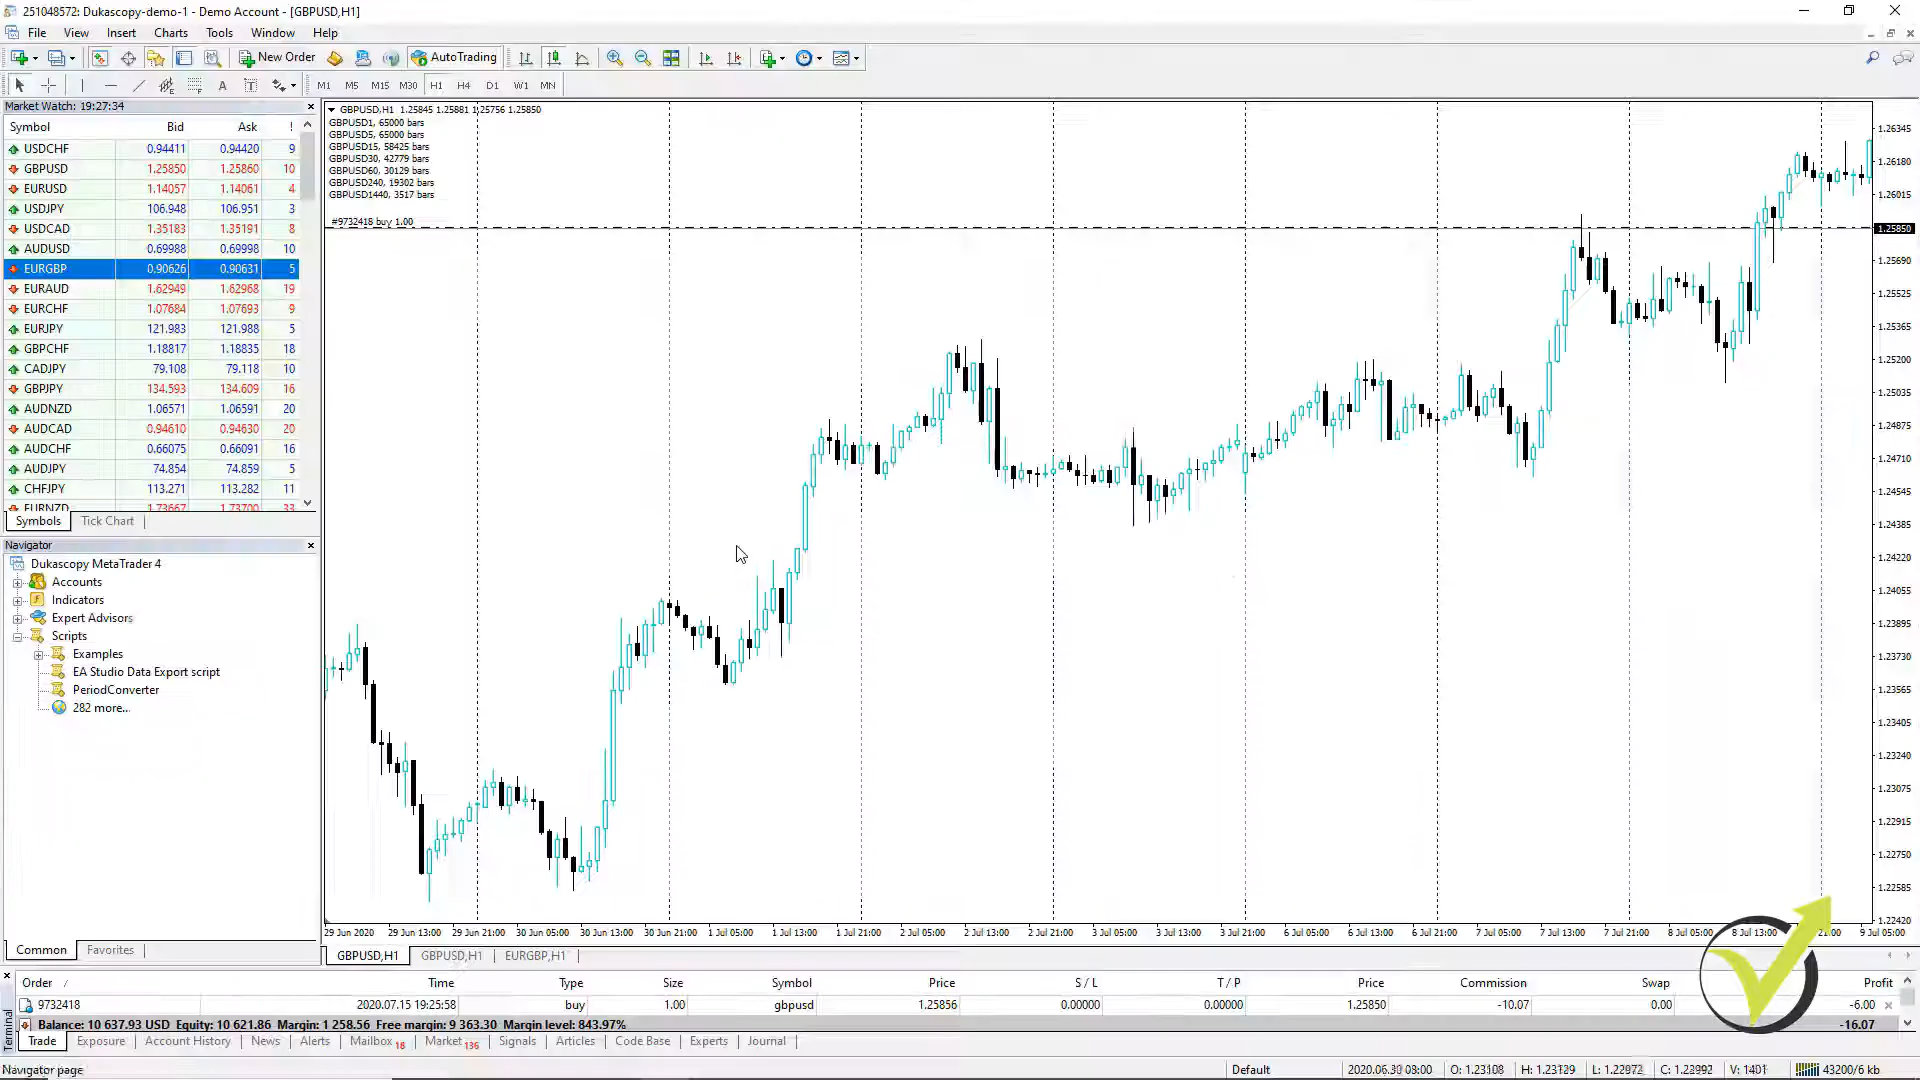 251048572: Dukascopy-demo-1 - Demo Account - [GBPUSD,H1]
File View Insert Charts Tools Window Help
New Order AutoTrading
A T M1 M5 M15 M30 H1 H4 D1 W1 MN
Market Watch: 19:27:34
Symbol Bid Ask !
USDCHF 0.94411 0.94420 9
GBPUSD 1.25850 1.25860 10
EURUSD 1.14057 1.14061 4
USDJPY 106.948 106.951 3
USDCAD 1.35183 1.35191 8
AUDUSD 0.69988 0.69998 10
EURGBP 0.90626 0.90631 5
EURAUD 1.62949 1.62968 19
EURCHF 1.07684 1.07693 9
EURJPY 121.983 121.988 5
GBPCHF 1.18817 1.18835 18
CADJPY 79.108 79.118 10
GBPJPY 134.593 134.609 16
AUDNZD 1.06571 1.06591 20
AUDCAD 0.94610 0.94630 20
AUDCHF 0.66075 0.66091 16
AUDJPY 74.854 74.859 5
CHFJPY 113.271 113.282 11
EURNZD 1.73667 1.73700 33
Symbols Tick Chart
Navigator
Dukascopy MetaTrader 4
Accounts
Indicators
Expert Advisors
Scripts
Examples
EA Studio Data Export script
PeriodConverter
282 more...
Common Favorites
GBPUSD,H1 1.25845 1.25881 1.25756 1.25850
GBPUSD1, 65000 bars
GBPUSD5, 65000 bars
GBPUSD15, 58425 bars
GBPUSD30, 42779 bars
GBPUSD60, 30129 bars
GBPUSD240, 19302 bars
GBPUSD1440, 3517 bars
#9732418 buy 1.00
1.26345
1.26180
1.26015
1.25850
1.25690
1.25525
1.25365
1.25200
1.25035
1.24875
1.24710
1.24545
1.24385
1.24220
1.24055
1.23895
1.23730
1.23565
1.23405
1.23240
1.23075
1.22915
1.22750
1.22585
1.22420
29 Jun 2020 29 Jun 13:00 29 Jun 21:00 30 Jun 05:00 30 Jun 13:00 30 Jun 21:00 1 Jul 05:00 1 Jul 13:00 1 Jul 21:00 2 Jul 05:00 2 Jul 13:00 2 Jul 21:00 3 Jul 05:00 3 Jul 13:00 3 Jul 21:00 6 Jul 05:00 6 Jul 13:00 6 Jul 21:00 7 Jul 05:00 7 Jul 13:00 7 Jul 21:00 8 Jul 05:00 8 Jul 13:00 21:00 9 Jul 05:00
GBPUSD,H1 GBPUSD,H1 EURGBP,H1
Terminal
Order / Time Type Size Symbol Price S / L T / P Price Commission Swap Profit
9732418 2020.07.15 19:25:58 buy 1.00 gbpusd 1.25856 0.00000 0.00000 1.25850 -10.07 0.00 -6.00
Balance: 10 637.93 USD Equity: 10 621.86 Margin: 1 258.56 Free margin: 9 363.30 Margin level: 843.97% -16.07
Trade Exposure Account History News Alerts Mailbox 18 Market 136 Signals Articles Code Base Experts Journal
Navigator page Default 2020.06.30 08:00 O: 1.23108 H: 1.23129 L: 1.22972 C: 1.22992 V: 1401 43200/6 kb